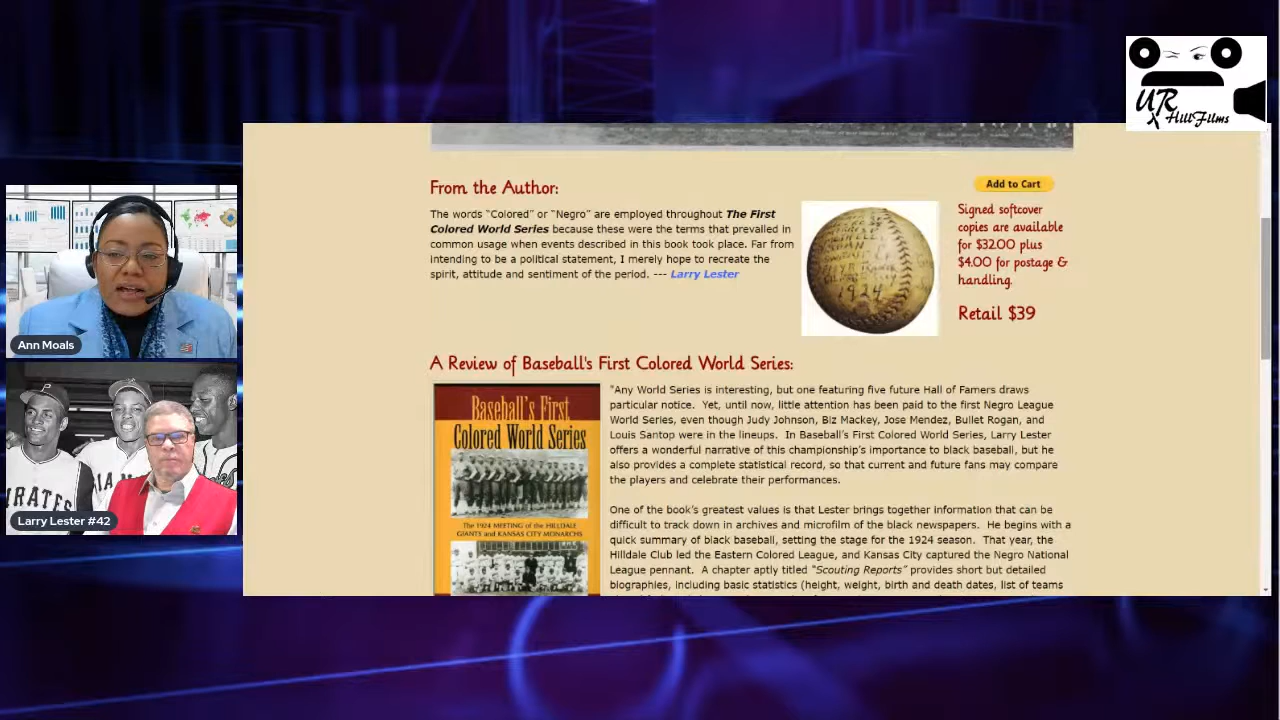 UR
HillFilms
From the Author:
The words "Colored" or "Negro" are employed throughout The First
Colored World Series because these were the terms that prevailed in
common usage when events described in this book took place. Far from
intending to be a political statement, I merely hope to recreate the
spirit, attitude and sentiment of the period. --- Larry Lester
1924
Add to Cart
Signed softcover
copies are available
for $32.00 plus
$4.00 for postage &
handling.
Retail $39
A Review of Baseball's First Colored World Series:
Baseball's First
Colored World Series
The 1924 MEETING of the HILLDALE
GIANTS and KANSAS CITY MONARCHS
"Any World Series is interesting, but one featuring five future Hall of Famers draws
particular notice.  Yet, until now, little attention has been paid to the first Negro League
World Series, even though Judy Johnson, Biz Mackey, Jose Mendez, Bullet Rogan, and
Louis Santop were in the lineups.  In Baseball's First Colored World Series, Larry Lester
offers a wonderful narrative of this championship's importance to black baseball, but he
also provides a complete statistical record, so that current and future fans may compare
the players and celebrate their performances.
One of the book's greatest values is that Lester brings together information that can be
difficult to track down in archives and microfilm of the black newspapers.  He begins with a
quick summary of black baseball, setting the stage for the 1924 season.  That year, the
Hilldale Club led the Eastern Colored League, and Kansas City captured the Negro National
League pennant.  A chapter aptly titled "Scouting Reports" provides short but detailed
biographies, including basic statistics (height, weight, birth and death dates, list of teams
Ann Moals
P
IRATES
IA
Larry Lester #42